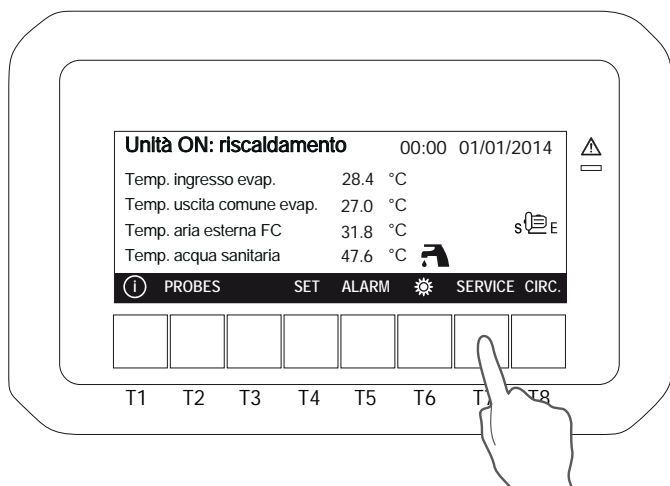 Unità ON: riscaldamento 00:00 01/01/2014
Temp. ingresso evap. 28.4 °C
Temp. uscita comune evap. 27.0 °C
Temp. aria esterna FC 31.8 °C
S E
Temp. acqua sanitaria 47.6 °C
i PROBES SET ALARM SERVICE CIRC.
T1 T2 T3 T4 T5 T6 T7 T8